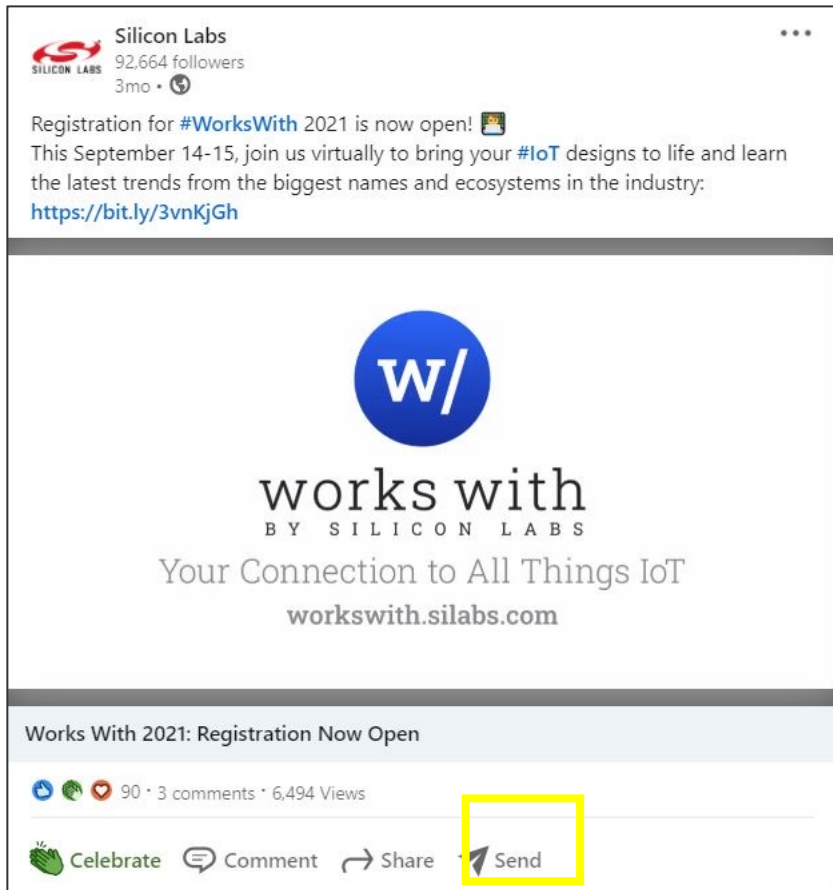 Silicon Labs
SILICON LABS
92,664 followers
3mo •
Registration for #WorksWith 2021 is now open!
This September 14-15, join us virtually to bring your #IoT designs to life and learn
the latest trends from the biggest names and ecosystems in the industry:
https://bit.ly/3vnKjGh
w/
works with
BY SILICON LABS
Your Connection to All Things IoT
workswith.silabs.com
Works With 2021: Registration Now Open
90 · 3 comments · 6,494 Views
Celebrate Comment Share Send